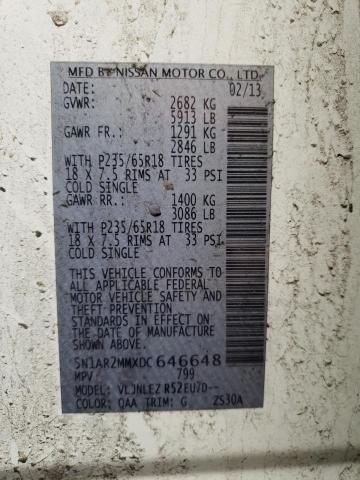 MFD BY NISSAN MOTOR CO., LTD.
DATE: 02/13
GVWR: 2682 KG
5913 LB
GAWR FR.: 1291 KG
2846 LB
WITH P235/65R18 TIRES
18 X 7.5 RIMS AT 33 PSI
COLD SINGLE
GAWR RR.: 1400 KG
3086 LB
WITH P235/65R18 TIRES
18 X 7.5 RIMS AT 33 PSI
COLD SINGLE
THIS VEHICLE CONFORMS TO
ALL APPLICABLE FEDERAL
MOTOR VEHICLE SAFETY AND
THEFT PREVENTION
STANDARDS IN EFFECT ON
THE DATE OF MANUFACTURE
SHOWN ABOVE.
5N1AR2MMXDC646648
MPV 799
MODEL: VLJNLEZ R52EU7D--
COLOR: QAA TRIM: G ZS30A